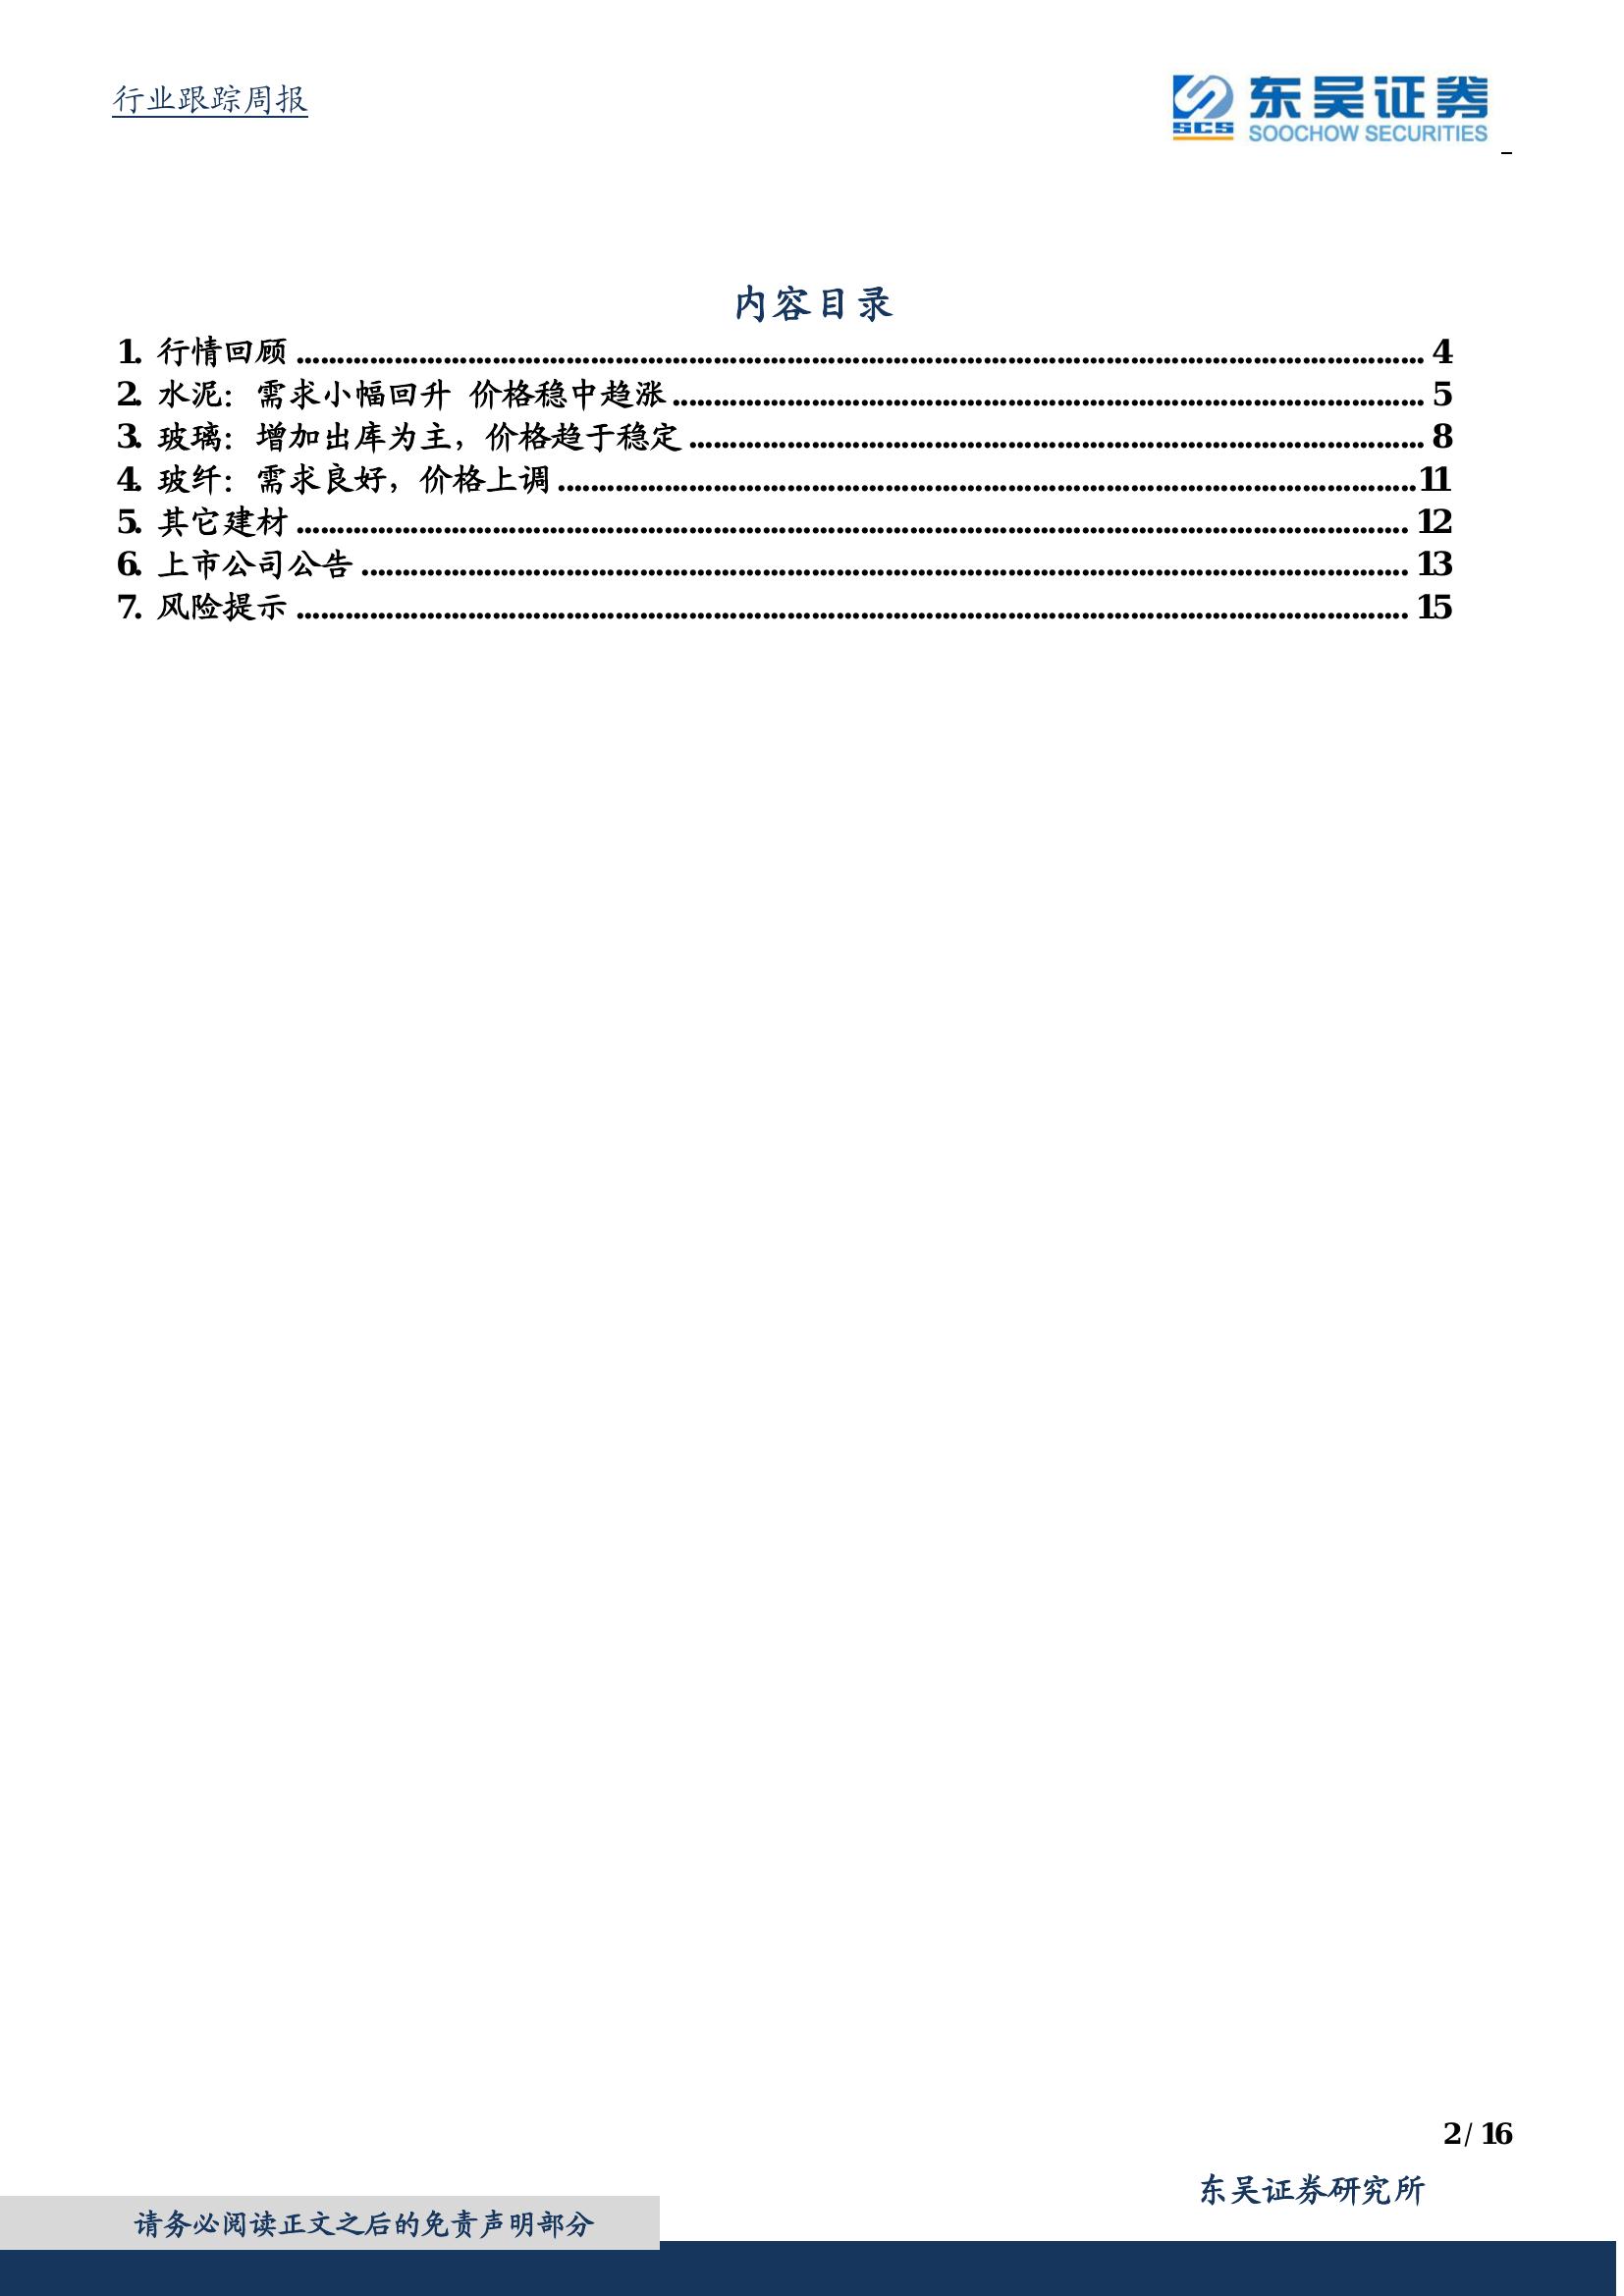 行业跟踪周报
东吴证券
SCS
SOOCHOW SECURITIES
内容目录
1. 行情回顾 ........................................................................................................................................ 4
2. 水泥：需求小幅回升 价格稳中趋涨 ........................................................................................... 5
3. 玻璃：增加出库为主，价格趋于稳定 ......................................................................................... 8
4. 玻纤：需求良好，价格上调 ......................................................................................................... 11
5. 其它建材 ........................................................................................................................................ 12
6. 上市公司公告 ................................................................................................................................ 13
7. 风险提示 ........................................................................................................................................ 15
2 / 16
东吴证券研究所
请务必阅读正文之后的免责声明部分